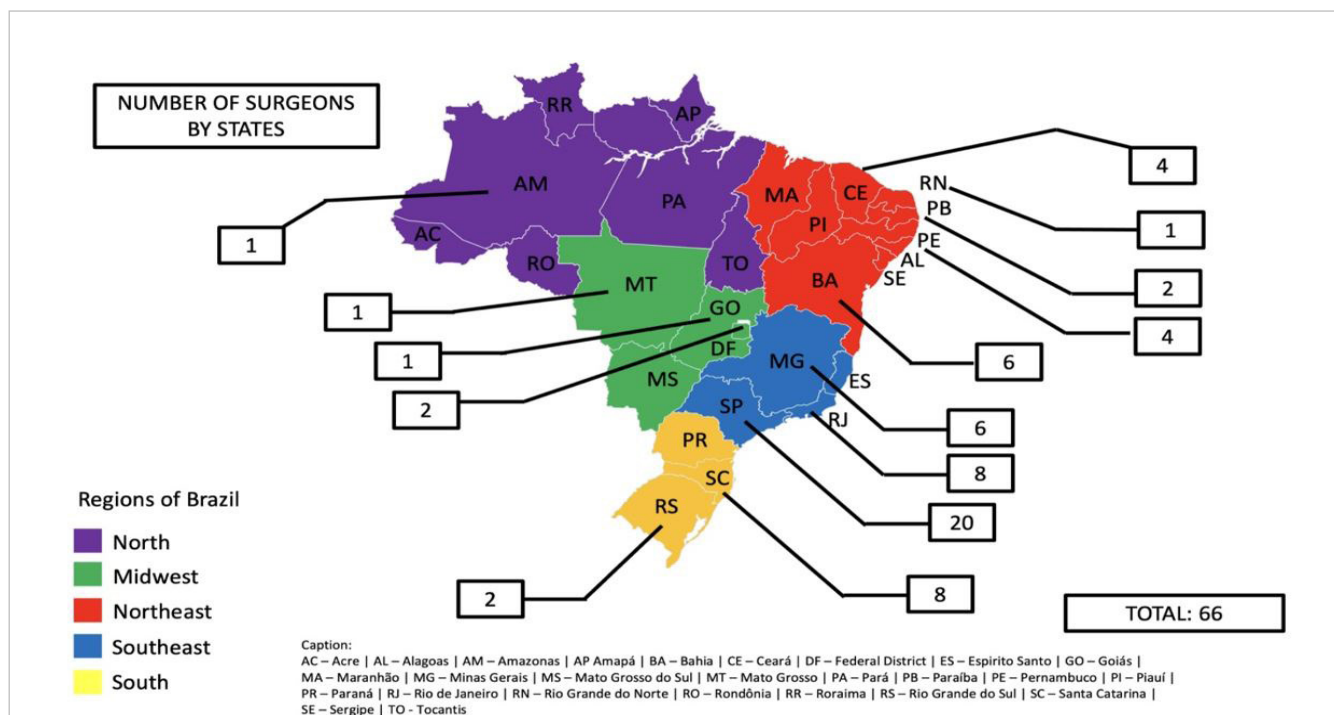 NUMBER OF SURGEONS
BY STATES
RR
AP
AM
PA
MA
CE
RN
PB
PI
PE
AL
SE
AC
RO
TO
BA
MT
GO
DF
MG
ES
MS
SP
RJ
PR
SC
RS
4
1
2
4
6
6
8
20
8
1
1
1
2
2
Regions of Brazil
North
Midwest
Northeast
Southeast
South
TOTAL: 66
Caption:
AC – Acre | AL – Alagoas | AM – Amazonas | AP Amapá | BA – Bahia | CE – Ceará | DF – Federal District | ES – Espirito Santo | GO – Goiás |
MA – Maranhão | MG – Minas Gerais | MS – Mato Grosso do Sul | MT – Mato Grosso | PA – Pará | PB – Paraíba | PE – Pernambuco | PI – Piauí |
PR – Paraná | RJ – Rio de Janeiro | RN – Rio Grande do Norte | RO – Rondônia | RR – Roraima | RS – Rio Grande do Sul | SC – Santa Catarina |
SE – Sergipe | TO - Tocantis